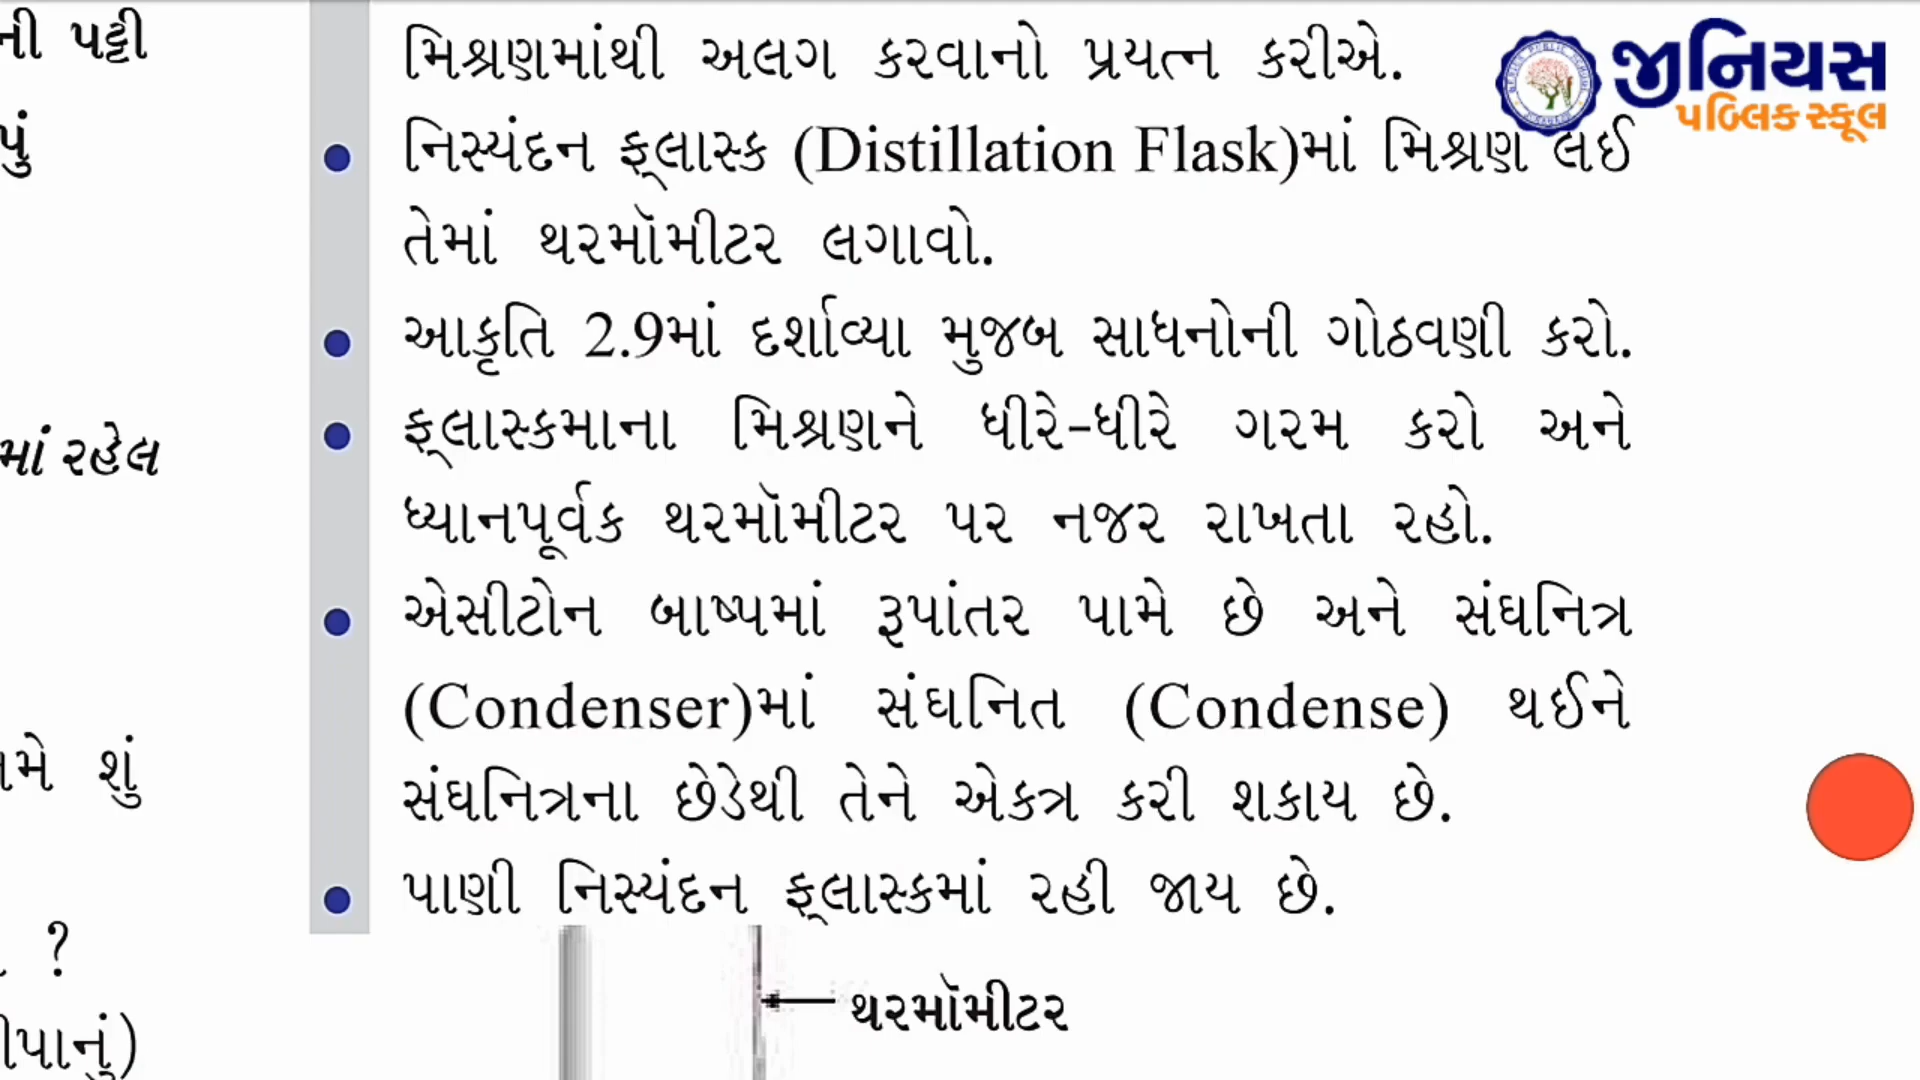 ની પટ્ટી
પું
માં રહેલ
શું
?
પાનું)
મિશ્રણમાંથી અલગ કરવાનો પ્રયત્ન કરીએ.
નિસ્યંદન ફ્લાસ્ક (Distillation Flask)માં મિશ્રણ લઈ
તેમાં થરમૉમીટર લગાવો.
આકૃતિ 2.9માં દર્શાવ્યા મુજબ સાધનોની ગોઠવણી કરો.
ફ્લાસ્કમાના મિશ્રણને ધીરે-ધીરે ગરમ કરો અને
ધ્યાનપૂર્વક થરમૉમીટર પર નજર રાખતા રહો.
એસીટોન બાષ્પમાં રૂપાંતર પામે છે અને સંઘનિત્ર
(Condenser)માં સંઘનિત (Condense) થઈને
સંઘનિત્રના છેડેથી તેને એકત્ર કરી શકાય છે.
પાણી નિસ્યંદન ફ્લાસ્કમાં રહી જાય છે.
થરમૉમીટર
જીનિયસ
પબ્લિક સ્કૂલ